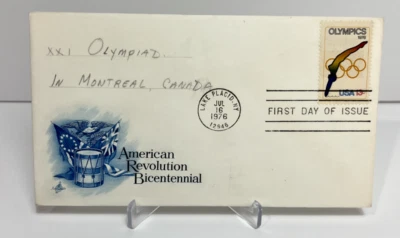 XXI OLYMPIAD
IN MONTREAL, CANADA
OLYMPICS
1976
USA 13c
LAKE PLACID, NY
JUL
16
1976
12946
FIRST DAY OF ISSUE
American
Revolution
Bicentennial